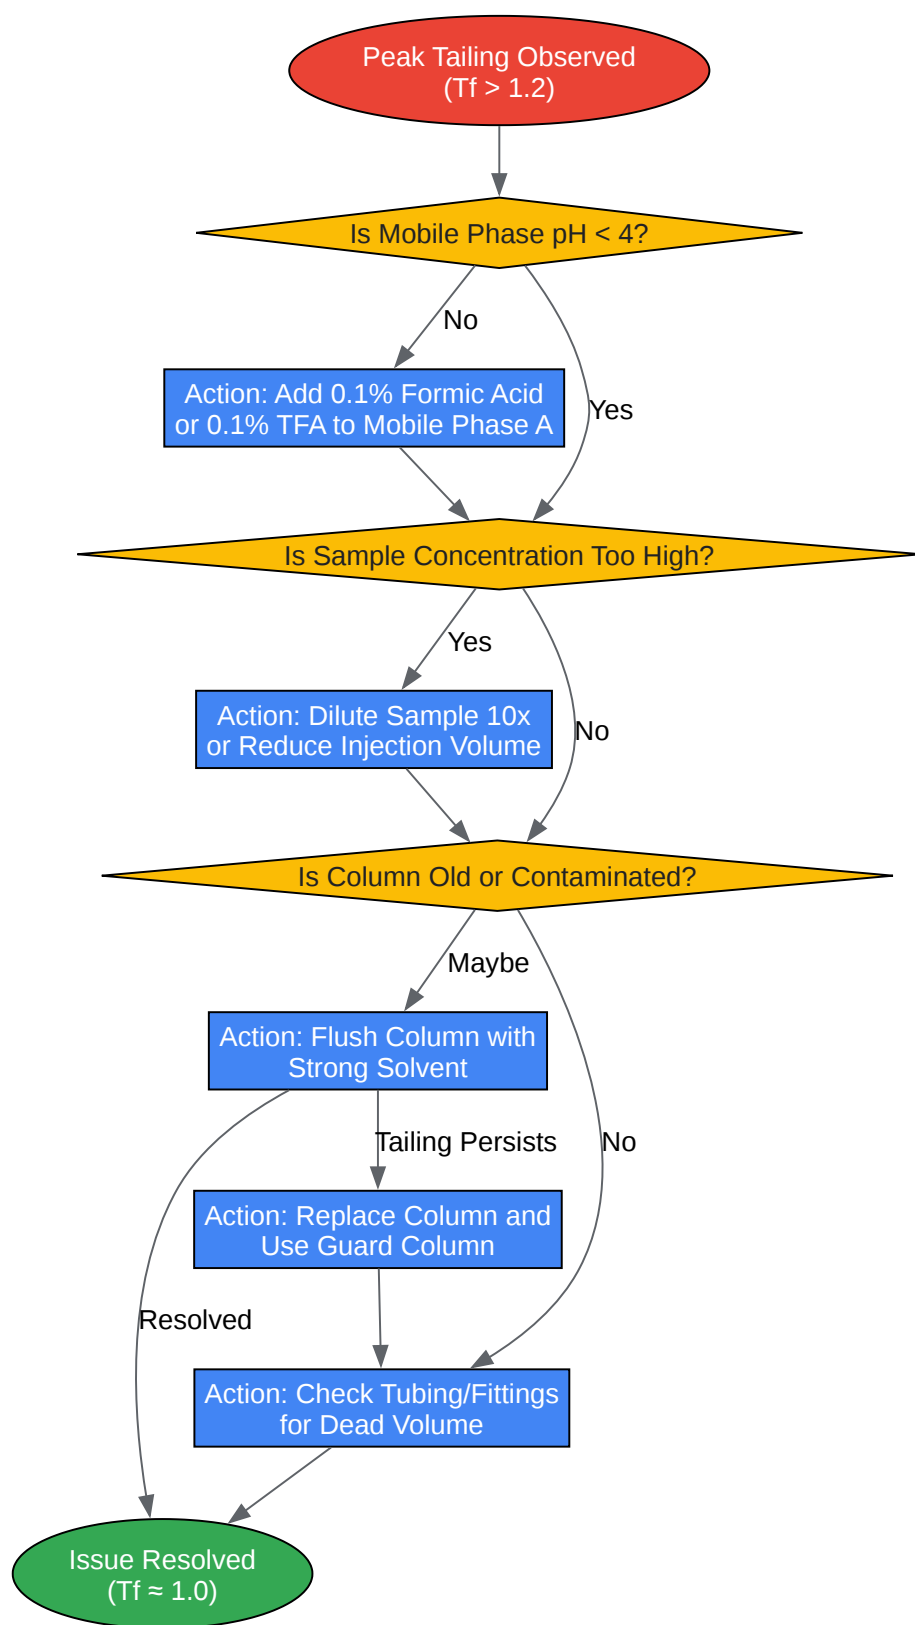 Peak Tailing Observed
(Tf > 1.2)
Is Mobile Phase pH < 4?
No
Action: Add 0.1% Formic Acid
or 0.1% TFA to Mobile Phase A
Yes
Is Sample Concentration Too High?
Yes
Action: Dilute Sample 10x
or Reduce Injection Volume
No
Is Column Old or Contaminated?
Maybe
Action: Flush Column with
Strong Solvent
Tailing Persists
No
Action: Replace Column and
Use Guard Column
Resolved
Action: Check Tubing/Fittings
for Dead Volume
Issue Resolved
(Tf ≈ 1.0)